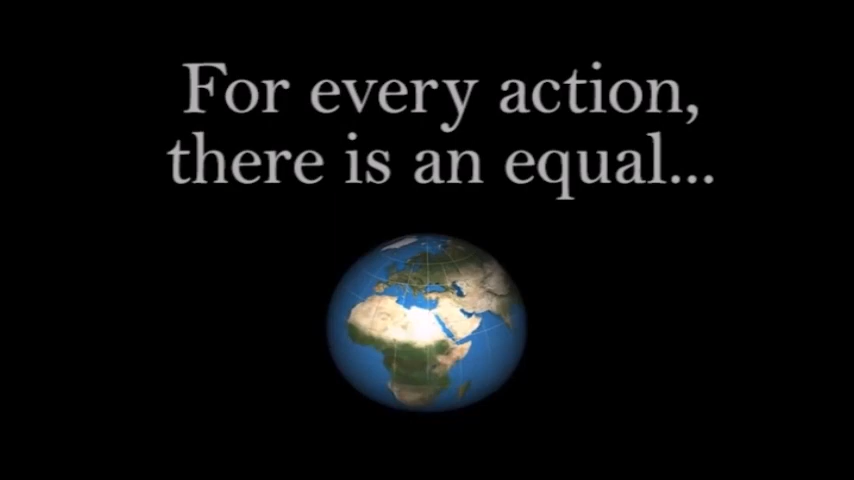 For every action,
there is an equal...